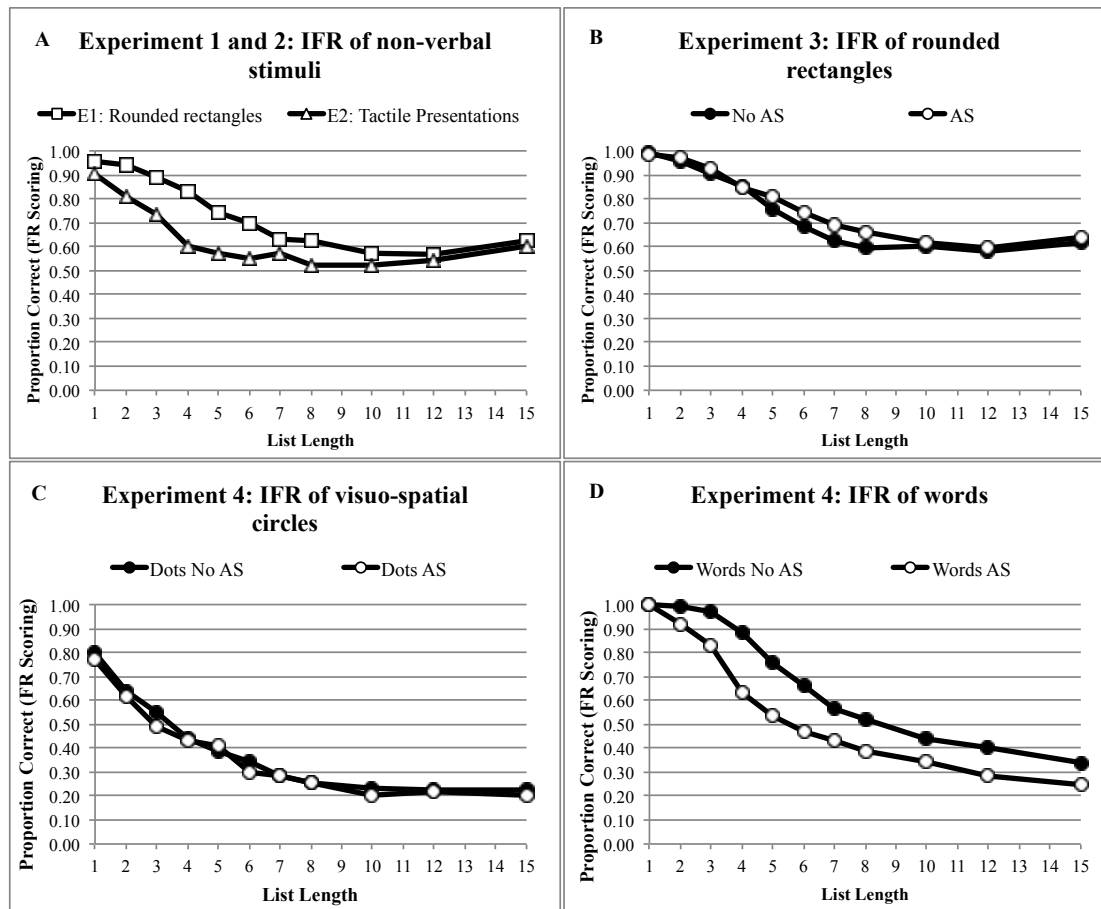 A
Experiment 1 and 2: IFR of non-verbal
stimuli
E1: Rounded rectangles E2: Tactile Presentations
Proportion Correct (FR Scoring)
1.00
0.90
0.80
0.70
0.60
0.50
0.40
0.30
0.20
0.10
0.00
1 2 3 4 5 6 7 8 9 10 11 12 13 14 15
List Length
B
Experiment 3: IFR of rounded
rectangles
No AS AS
Proportion Correct (FR Scoring)
1.00
0.90
0.80
0.70
0.60
0.50
0.40
0.30
0.20
0.10
0.00
1 2 3 4 5 6 7 8 9 10 11 12 13 14 15
List Length
C
Experiment 4: IFR of visuo-spatial
circles
Dots No AS Dots AS
Proportion Correct (FR Scoring)
1.00
0.90
0.80
0.70
0.60
0.50
0.40
0.30
0.20
0.10
0.00
1 2 3 4 5 6 7 8 9 10 11 12 13 14 15
List Length
D
Experiment 4: IFR of words
Words No AS Words AS
Proportion Correct (FR Scoring)
1.00
0.90
0.80
0.70
0.60
0.50
0.40
0.30
0.20
0.10
0.00
1 2 3 4 5 6 7 8 9 10 11 12 13 14 15
List Length